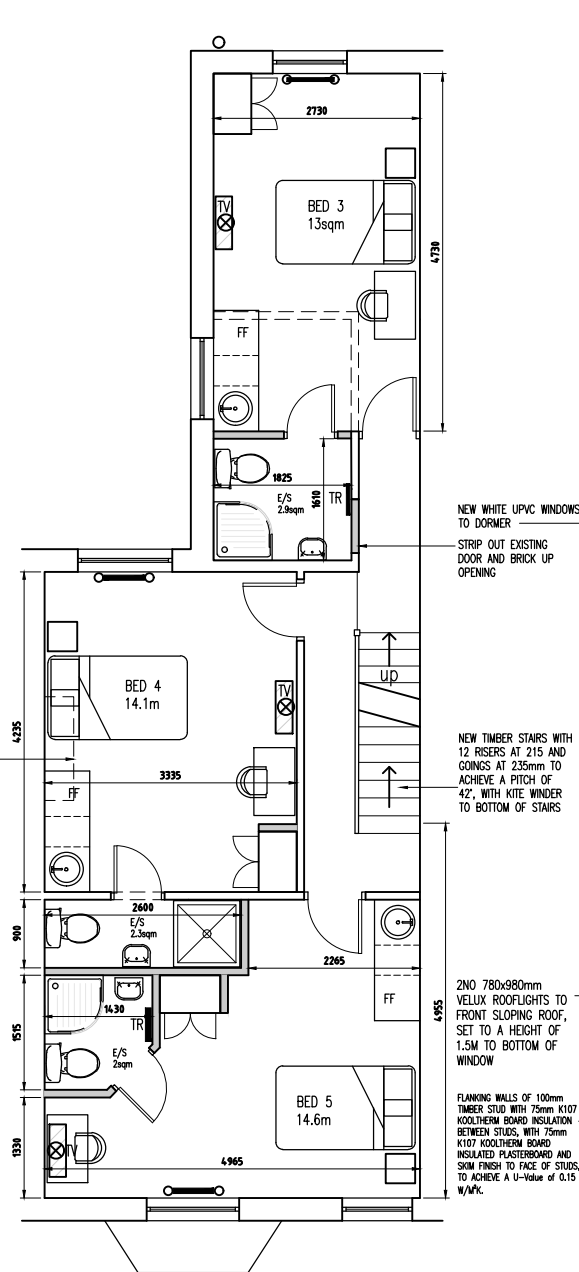 2730
TV
BED 3
13sqm
4730
FF
1825
E/S
2.9sqm
1610
TR
NEW WHITE UPVC WINDOWS
TO DORMER
STRIP OUT EXISTING
DOOR AND BRICK UP
OPENING
up
BED 4
14.1m
TV
4235
3335
FF
NEW TIMBER STAIRS WITH
12 RISERS AT 215 AND
GOINGS AT 235mm TO
ACHIEVE A PITCH OF
42°, WITH KITE WINDER
TO BOTTOM OF STAIRS
2600
E/S
2.3sqm
900
2265
4955
FF
1430
TR
E/S
2sqm
1515
2NO 780x980mm
VELUX ROOFLIGHTS TO
FRONT SLOPING ROOF,
SET TO A HEIGHT OF
1.5M TO BOTTOM OF
WINDOW
BED 5
14.6m
TV
1330
4965
FLANKING WALLS OF 100mm
TIMBER STUD WITH 75mm K107
KOOLTHERM BOARD INSULATION
BETWEEN STUDS, WITH 75mm
K107 KOOLTHERM BOARD
INSULATED PLASTERBOARD AND
SKIM FINISH TO FACE OF STUDS,
TO ACHIEVE A U-Value of 0.15
W/M²K.